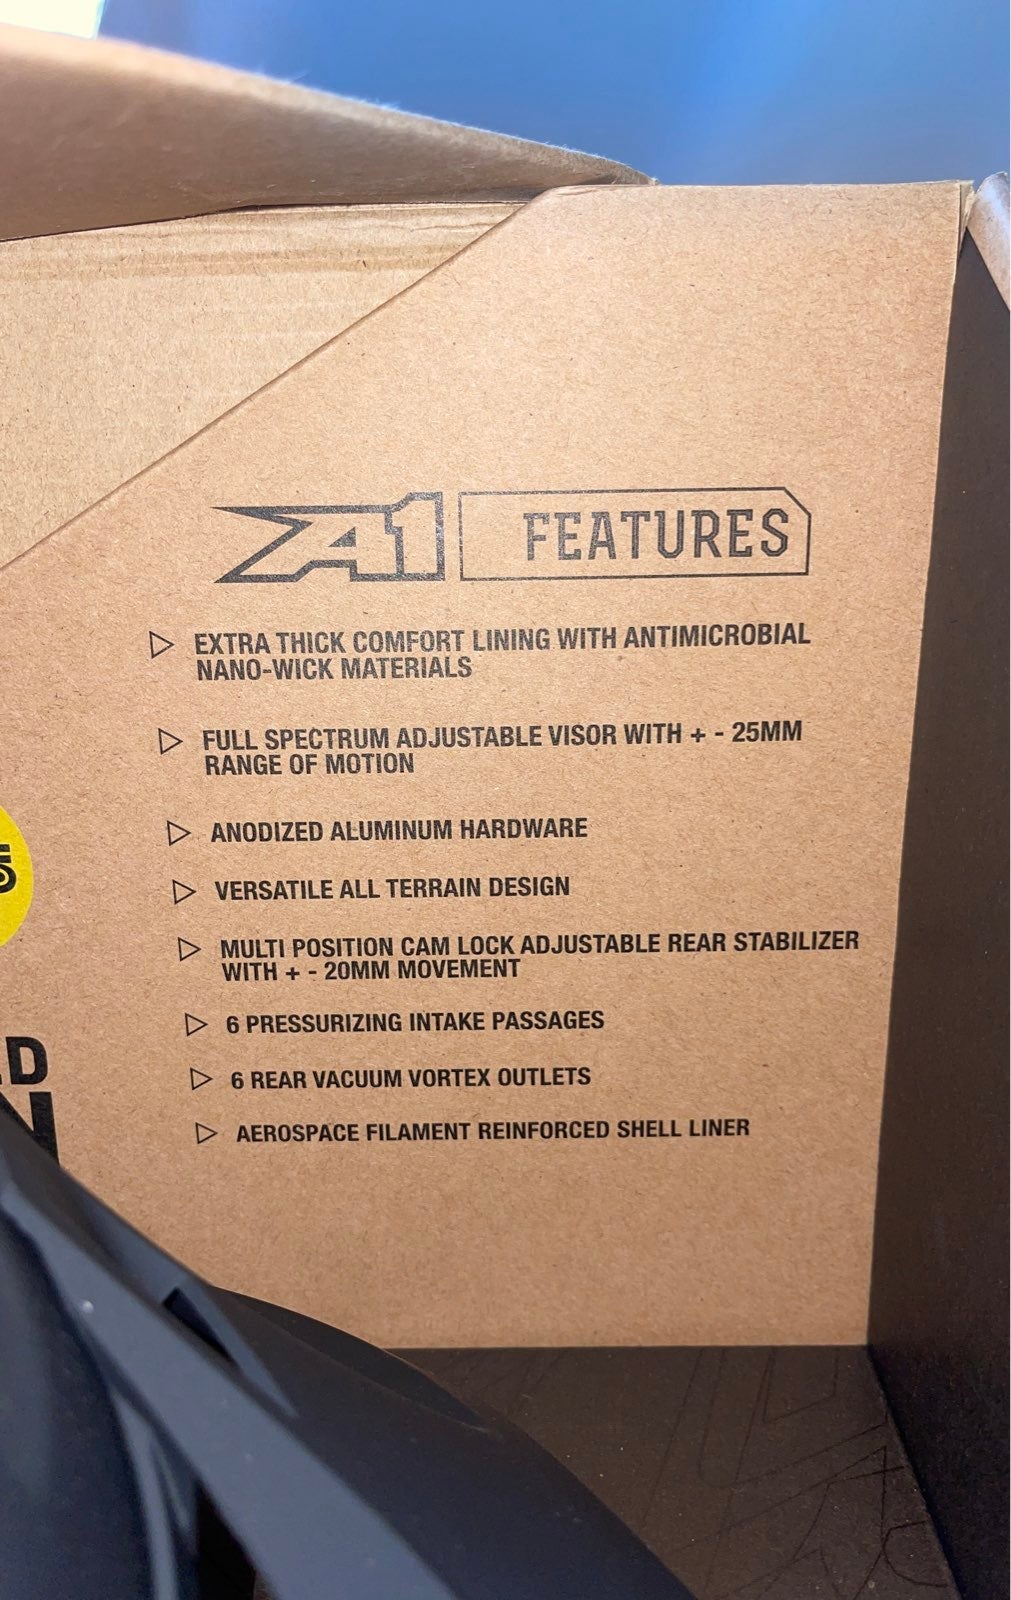 A1 FEATURES
▷ EXTRA THICK COMFORT LINING WITH ANTIMICROBIAL
NANO-WICK MATERIALS
▷ FULL SPECTRUM ADJUSTABLE VISOR WITH + - 25MM
RANGE OF MOTION
▷ ANODIZED ALUMINUM HARDWARE
▷ VERSATILE ALL TERRAIN DESIGN
▷ MULTI POSITION CAM LOCK ADJUSTABLE REAR STABILIZER
WITH + - 20MM MOVEMENT
▷ 6 PRESSURIZING INTAKE PASSAGES
▷ 6 REAR VACUUM VORTEX OUTLETS
▷ AEROSPACE FILAMENT REINFORCED SHELL LINER